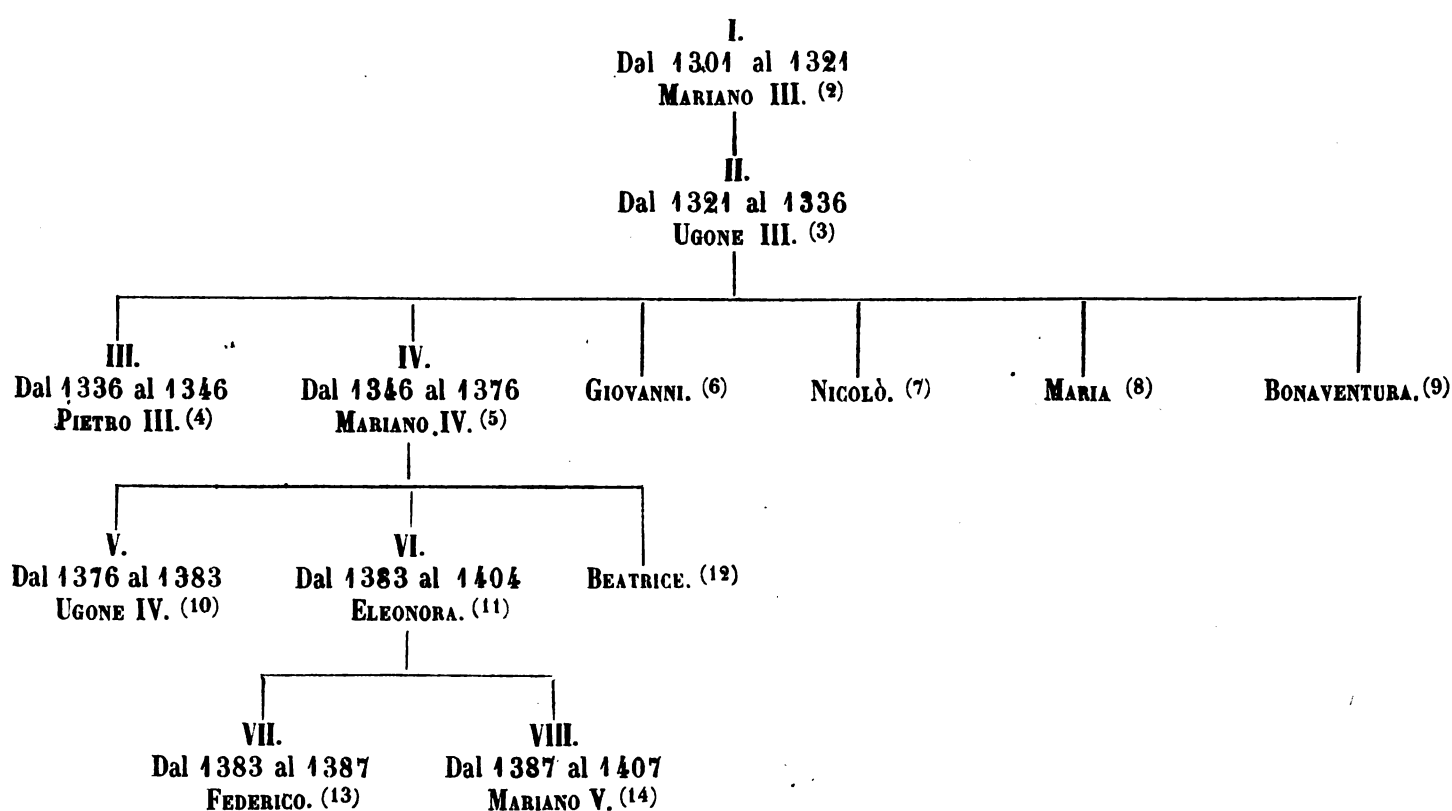 I.
Dal 1301 al 1321
MARIANO III. (2)
II.
Dal 1321 al 1336
UGONE III. (3)
III.
Dal 1336 al 1346
PIETRO III. (4)
IV.
Dal 1346 al 1376
MARIANO IV. (5)
GIOVANNI. (6)
NICOLÒ. (7)
MARIA (8)
BONAVENTURA. (9)
V.
Dal 1376 al 1383
UGONE IV. (10)
VI.
Dal 1383 al 1404
ELEONORA. (11)
BEATRICE. (12)
VII.
Dal 1383 al 1387
FEDERICO. (13)
VIII.
Dal 1387 al 1407
MARIANO V. (14)